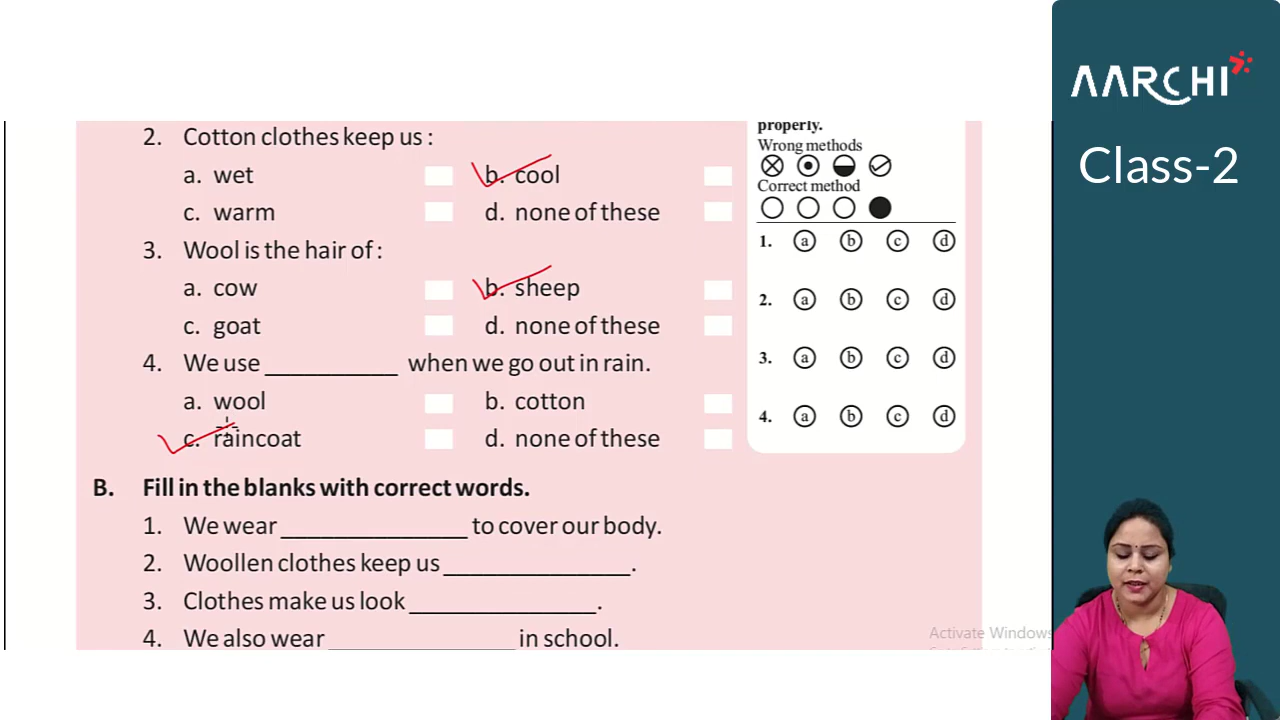 2. Cotton clothes keep us :
a. wet b. cool
c. warm d. none of these
3. Wool is the hair of :
a. cow b. sheep
c. goat d. none of these
4. We use __________ when we go out in rain.
a. wool b. cotton
c. raincoat d. none of these
B. Fill in the blanks with correct words.
1. We wear ______________ to cover our body.
2. Woollen clothes keep us ______________.
3. Clothes make us look ______________.
4. We also wear ______________ in school.
properly.
Wrong methods
Correct method
1. a b c d
2. a b c d
3. a b c d
4. a b c d
AARCHI
Class-2
Activate Windows